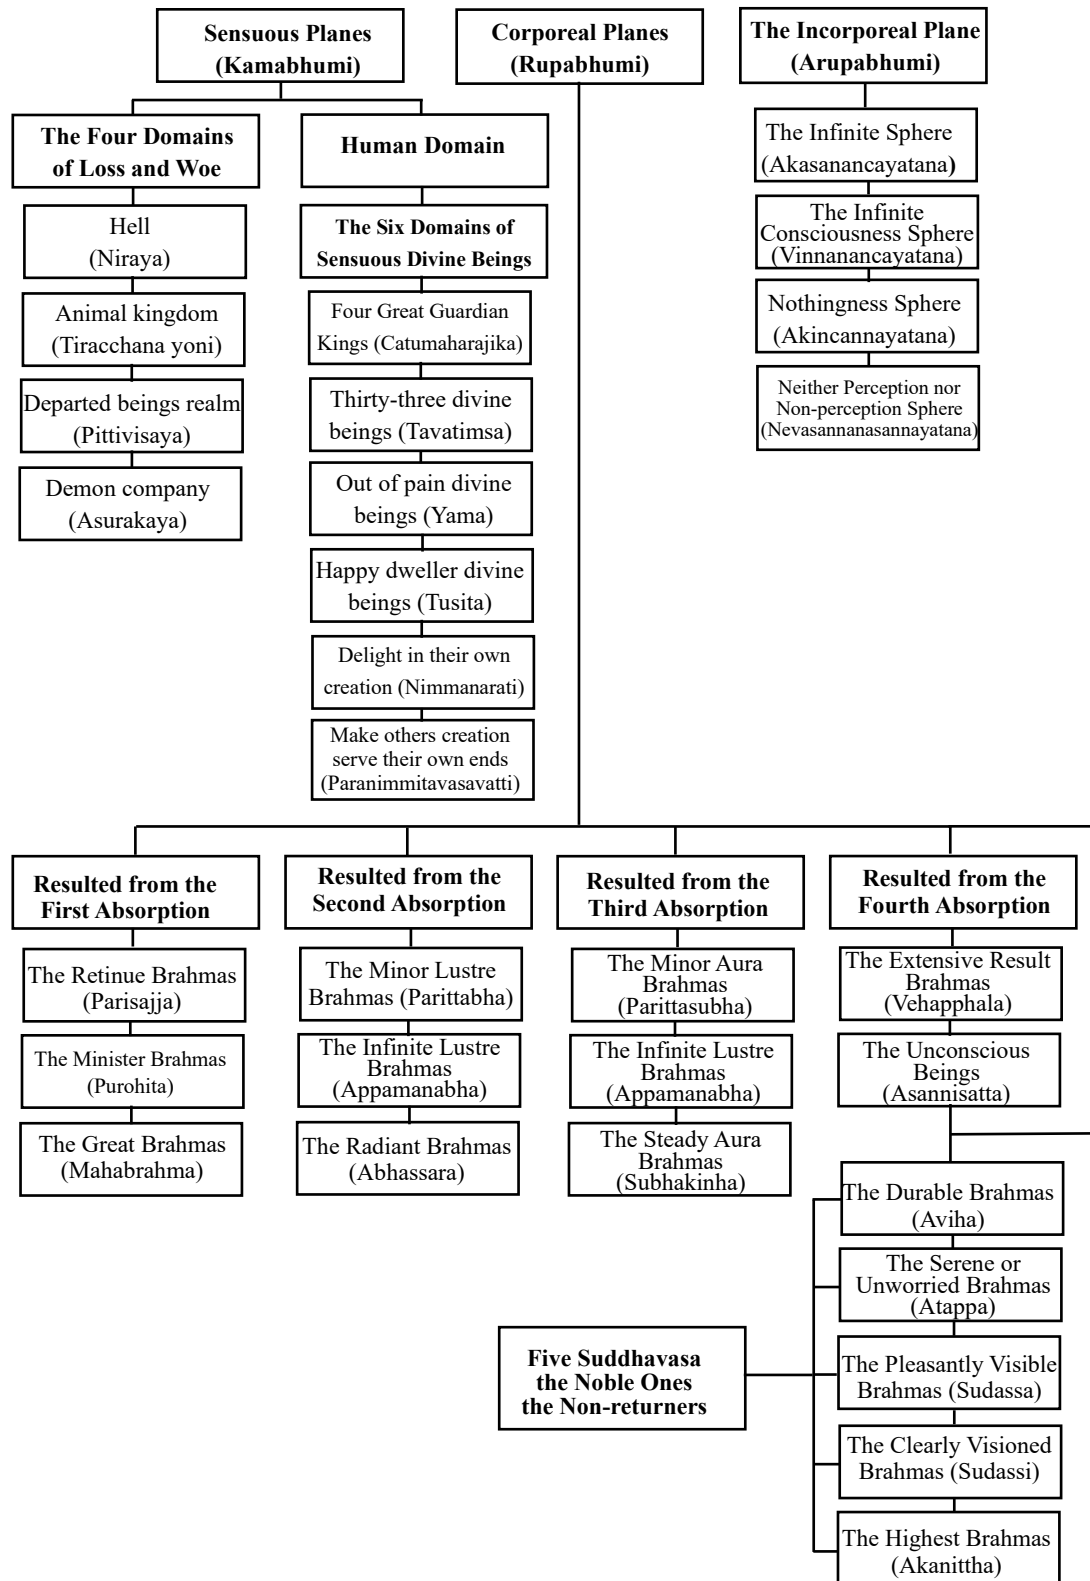 Sensuous Planes
(Kamabhumi)
Corporeal Planes
(Rupabhumi)
The Incorporeal Plane
(Arupabhumi)
The Four Domains
of Loss and Woe
Hell
(Niraya)
Animal kingdom
(Tiracchana yoni)
Departed beings realm
(Pittivisaya)
Demon company
(Asurakaya)
Human Domain
The Six Domains of
Sensuous Divine Beings
Four Great Guardian
Kings (Catumaharajika)
Thirty-three divine
beings (Tavatimsa)
Out of pain divine
beings (Yama)
Happy dweller divine
beings (Tusita)
Delight in their own
creation (Nimmanarati)
Make others creation
serve their own ends
(Paranimmitavasavatti)
The Infinite Sphere
(Akasanancayatana)
The Infinite
Consciousness Sphere
(Vinnanancayatana)
Nothingness Sphere
(Akincannayatana)
Neither Perception nor
Non-perception Sphere
(Nevasannanasannayatana)
Resulted from the
First Absorption
The Retinue Brahmas
(Parisajja)
The Minister Brahmas
(Purohita)
The Great Brahmas
(Mahabrahma)
Resulted from the
Second Absorption
The Minor Lustre
Brahmas (Parittabha)
The Infinite Lustre
Brahmas
(Appamanabha)
The Radiant Brahmas
(Abhassara)
Resulted from the
Third Absorption
The Minor Aura
Brahmas
(Parittasubha)
The Infinite Lustre
Brahmas
(Appamanabha)
The Steady Aura
Brahmas
(Subhakinha)
Resulted from the
Fourth Absorption
The Extensive Result
Brahmas
(Vehapphala)
The Unconscious
Beings
(Asannisatta)
Five Suddhavasa
the Noble Ones
the Non-returners
The Durable Brahmas
(Aviha)
The Serene or
Unworried Brahmas
(Atappa)
The Pleasantly Visible
Brahmas (Sudassa)
The Clearly Visioned
Brahmas (Sudassi)
The Highest Brahmas
(Akanittha)